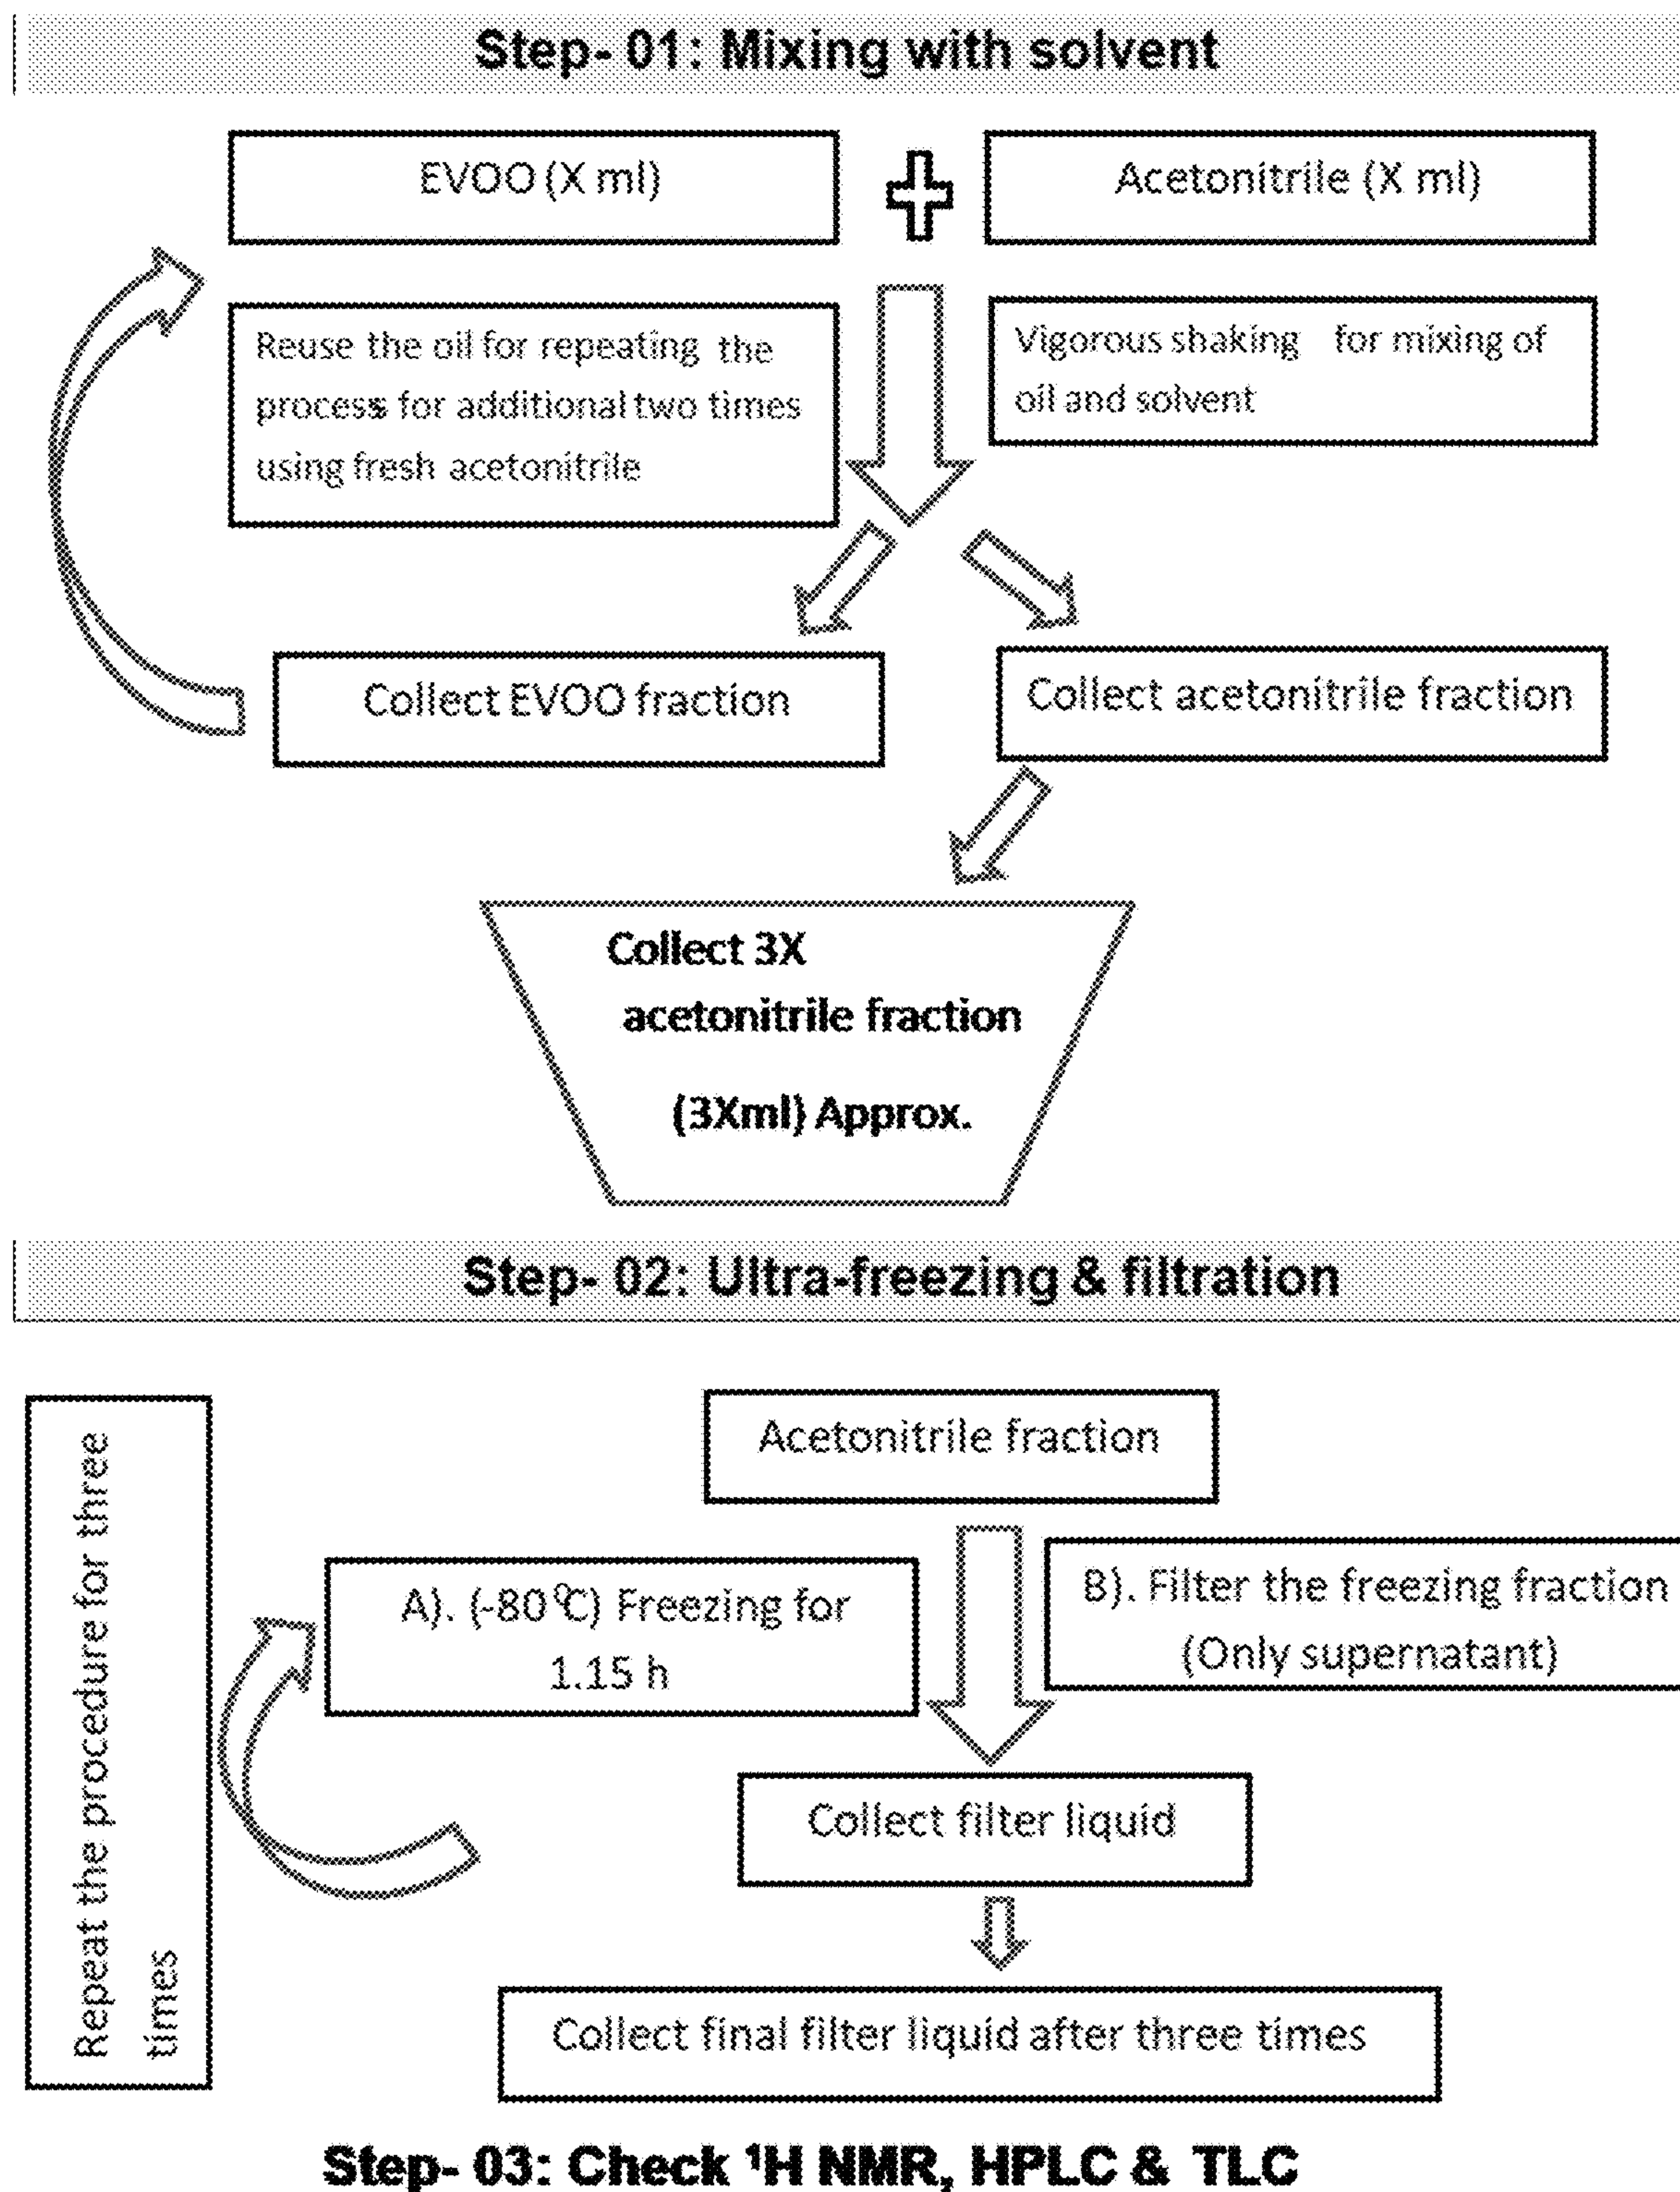 Step- 01: Mixing with solvent
EVOO (X ml)
Acetonitrile (X ml)
Reuse the oil for repeating the
process for additional two times
using fresh acetonitrile
Vigorous shaking for mixing of
oil and solvent
Collect EVOO fraction
Collect acetonitrile fraction
Collect 3X
acetonitrile fraction
(3Xml) Approx.
Step- 02: Ultra-freezing & filtration
Acetonitrile fraction
Repeat the procedure for three
times
A). (-80⁰C) Freezing for
1.15 h
B). Filter the freezing fraction
(Only supernatant)
Collect filter liquid
Collect final filter liquid after three times
Step- 03: Check ¹H NMR, HPLC & TLC